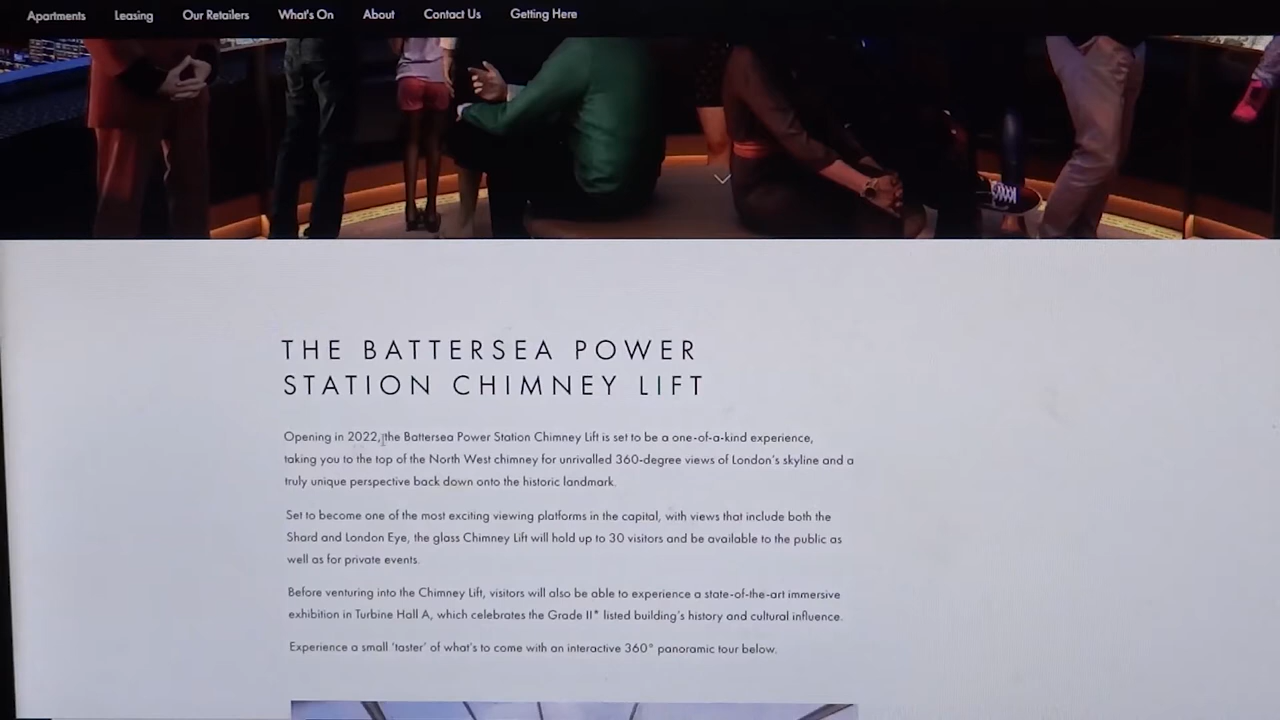 Apartments Leasing Our Retailers What's On About Contact Us Getting Here
THE BATTERSEA POWER
STATION CHIMNEY LIFT
Opening in 2022, the Battersea Power Station Chimney Lift is set to be a one-of-a-kind experience,
taking you to the top of the North West chimney for unrivalled 360-degree views of London's skyline and a
truly unique perspective back down onto the historic landmark.
Set to become one of the most exciting viewing platforms in the capital, with views that include both the
Shard and London Eye, the glass Chimney Lift will hold up to 30 visitors and be available to the public as
well as for private events.
Before venturing into the Chimney Lift, visitors will also be able to experience a state-of-the-art immersive
exhibition in Turbine Hall A, which celebrates the Grade II* listed building's history and cultural influence.
Experience a small 'taster' of what's to come with an interactive 360° panoramic tour below.